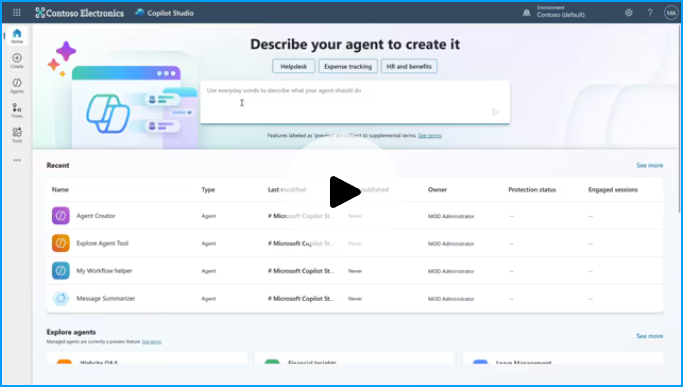 Contoso Electronics Copilot Studio Environment
Contoso (default) ? MA
Home
Create
Agents
Flows
Tools
Describe your agent to create it
Helpdesk Expense tracking HR and benefits
Use everyday words to describe what your agent should do
Features labeled as 'preview' are subject to supplemental terms. See terms.
Recent See more
Name Type Last modified published Owner Protection status Engaged sessions
Agent Creator Agent # Microsoft Copilot St... Never MOD Administrator --  --
Explore Agent Tool Agent # Microsoft Copilot St... Never MOD Administrator -- --
My Workflow helper Agent # Microsoft Copilot St... Never MOD Administrator -- --
Message Summarizer Agent # Microsoft Copilot St... Never MOD Administrator -- --
Explore agents See more
Managed agents are currently a preview feature. See terms
Website Q&A Financial Insights Leave Management